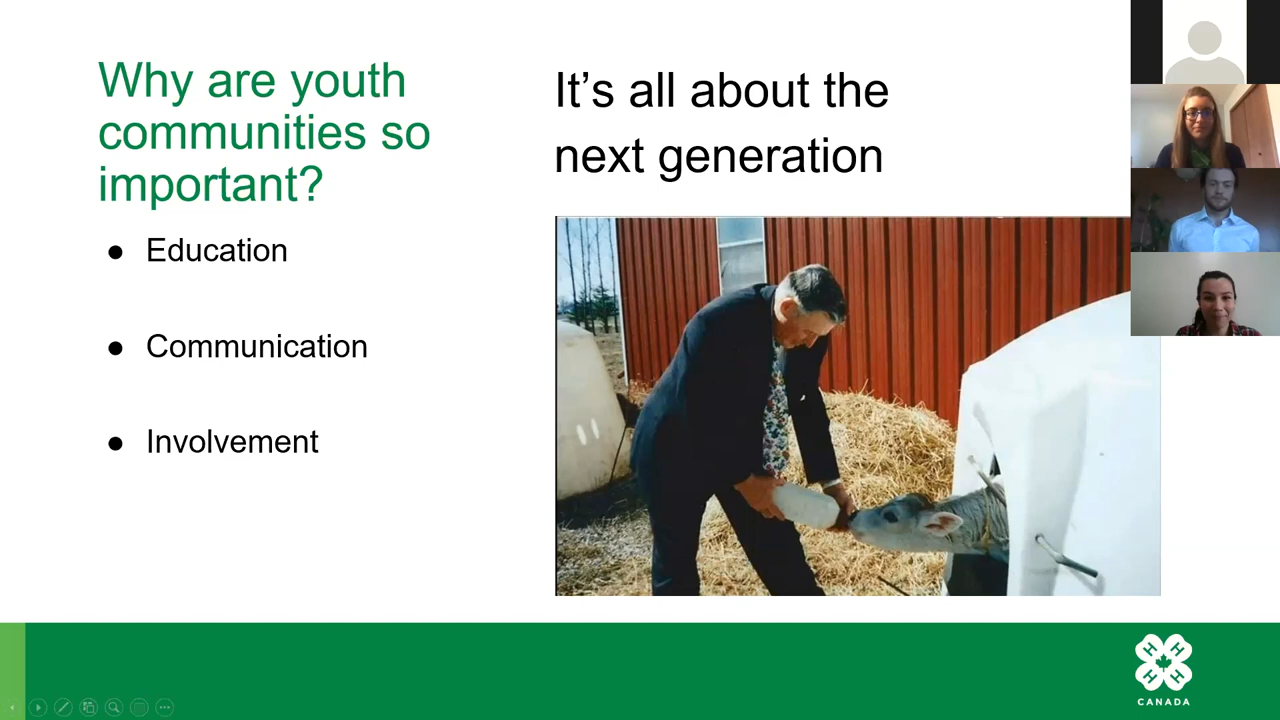 Why are youth
communities so
important?
● Education
● Communication
● Involvement
It’s all about the
next generation
H H
H H
CANADA